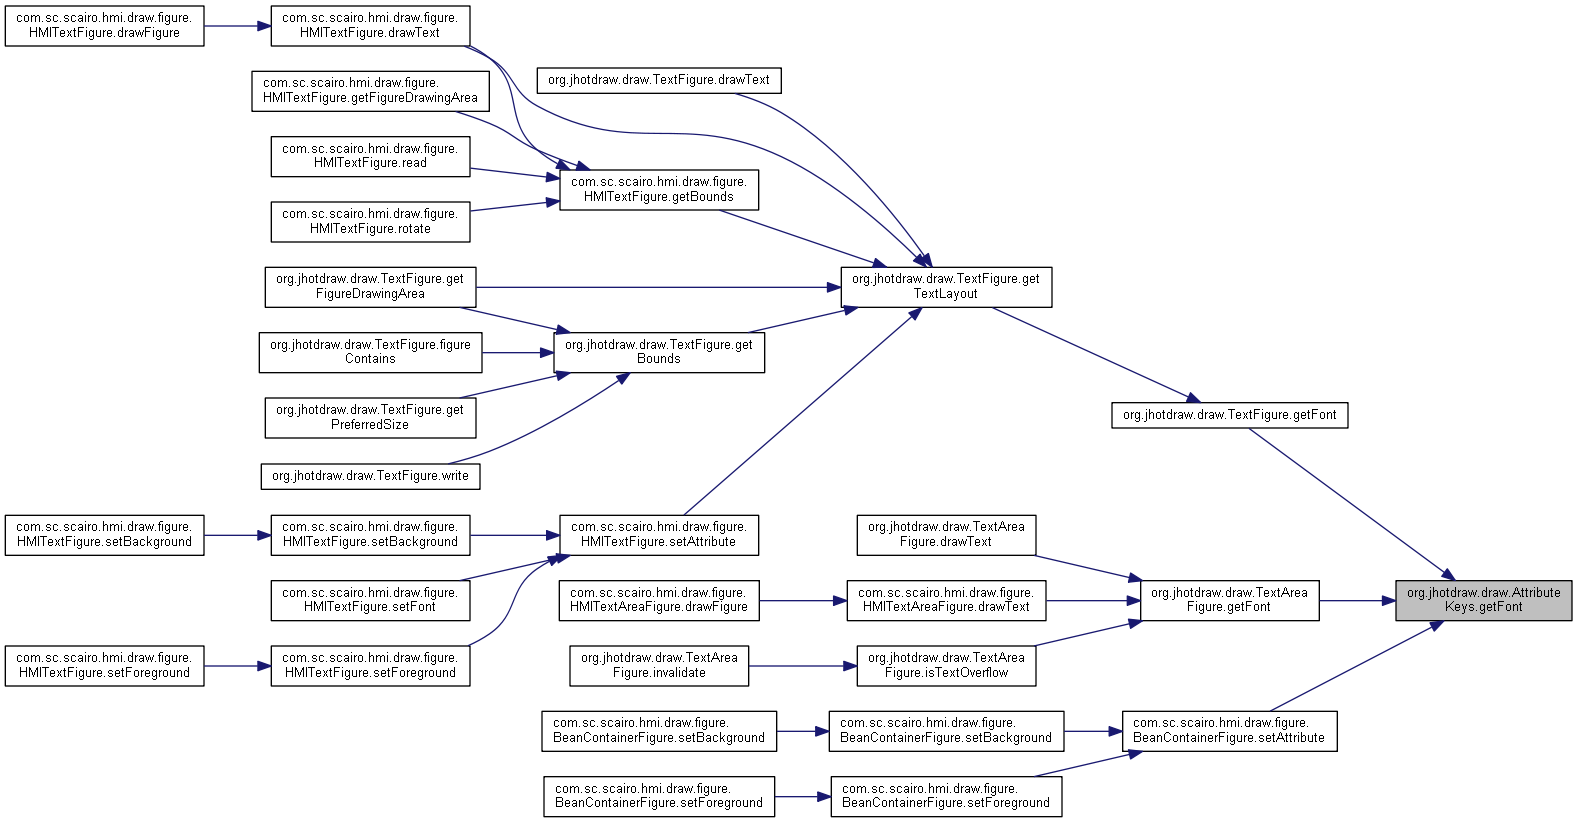 com.sc.scairo.hmi.draw.figure.
HMITextFigure.drawFigure
com.sc.scairo.hmi.draw.figure.
HMITextFigure.drawText
com.sc.scairo.hmi.draw.figure.
HMITextFigure.getFigureDrawingArea
org.jhotdraw.draw.TextFigure.drawText
com.sc.scairo.hmi.draw.figure.
HMITextFigure.read
com.sc.scairo.hmi.draw.figure.
HMITextFigure.getBounds
com.sc.scairo.hmi.draw.figure.
HMITextFigure.rotate
org.jhotdraw.draw.TextFigure.get
FigureDrawingArea
org.jhotdraw.draw.TextFigure.get
TextLayout
org.jhotdraw.draw.TextFigure.figure
Contains
org.jhotdraw.draw.TextFigure.get
Bounds
org.jhotdraw.draw.TextFigure.get
PreferredSize
org.jhotdraw.draw.TextFigure.getFont
org.jhotdraw.draw.TextFigure.write
com.sc.scairo.hmi.draw.figure.
HMITextFigure.setBackground
com.sc.scairo.hmi.draw.figure.
HMITextFigure.setBackground
com.sc.scairo.hmi.draw.figure.
HMITextFigure.setAttribute
org.jhotdraw.draw.TextArea
Figure.drawText
com.sc.scairo.hmi.draw.figure.
HMITextFigure.setFont
com.sc.scairo.hmi.draw.figure.
HMITextAreaFigure.drawFigure
com.sc.scairo.hmi.draw.figure.
HMITextAreaFigure.drawText
org.jhotdraw.draw.TextArea
Figure.getFont
org.jhotdraw.draw.Attribute
Keys.getFont
com.sc.scairo.hmi.draw.figure.
HMITextFigure.setForeground
com.sc.scairo.hmi.draw.figure.
HMITextFigure.setForeground
org.jhotdraw.draw.TextArea
Figure.invalidate
org.jhotdraw.draw.TextArea
Figure.isTextOverflow
com.sc.scairo.hmi.draw.figure.
BeanContainerFigure.setBackground
com.sc.scairo.hmi.draw.figure.
BeanContainerFigure.setBackground
com.sc.scairo.hmi.draw.figure.
BeanContainerFigure.setAttribute
com.sc.scairo.hmi.draw.figure.
BeanContainerFigure.setForeground
com.sc.scairo.hmi.draw.figure.
BeanContainerFigure.setForeground